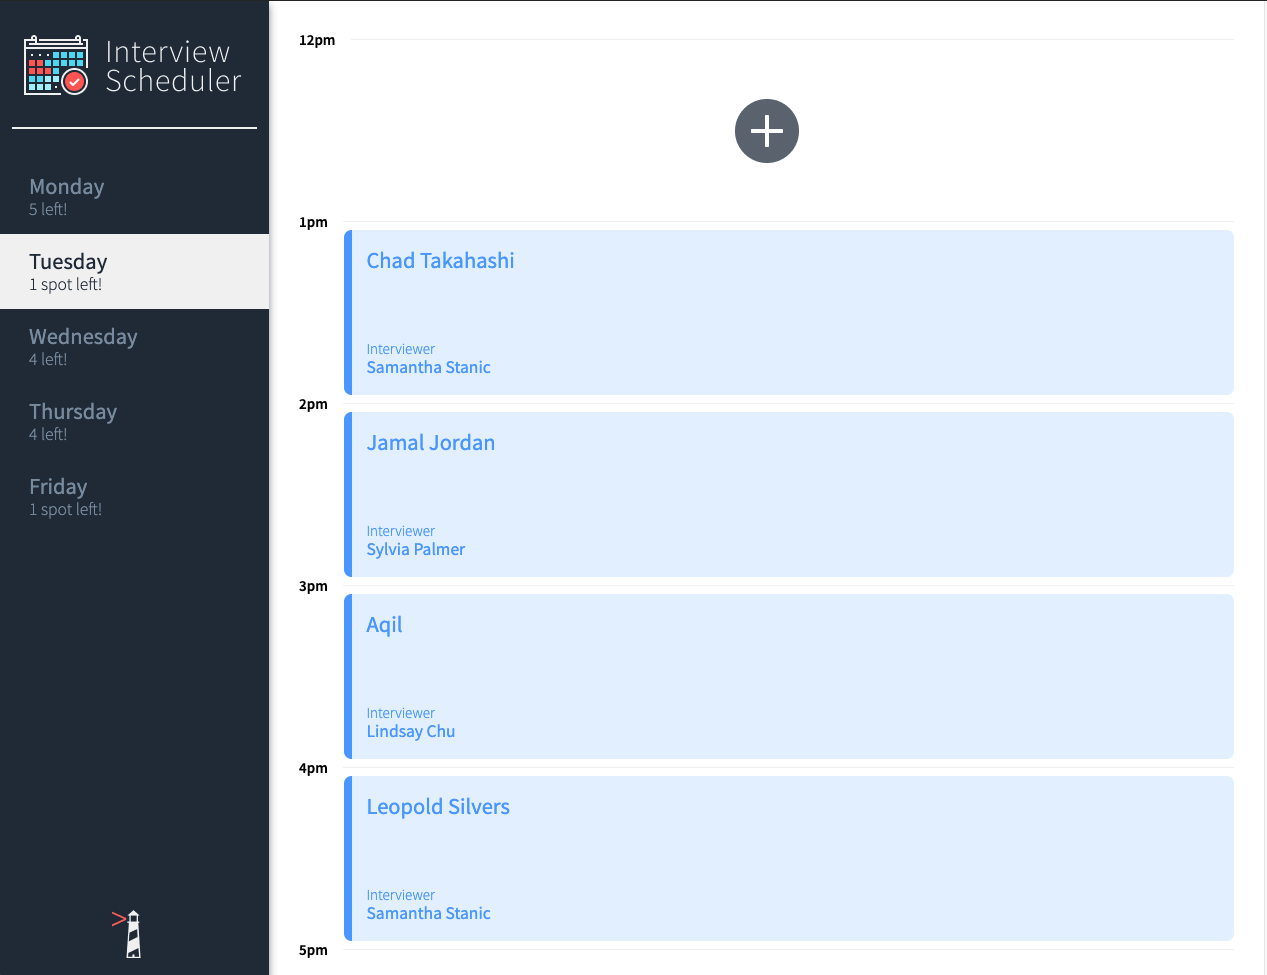 Interview
Scheduler
Monday
5 left!
Tuesday
1 spot left!
Wednesday
4 left!
Thursday
4 left!
Friday
1 spot left!
12pm
1pm
Chad Takahashi
Interviewer
Samantha Stanic
2pm
Jamal Jordan
Interviewer
Sylvia Palmer
3pm
Aqil
Interviewer
Lindsay Chu
4pm
Leopold Silvers
Interviewer
Samantha Stanic
5pm